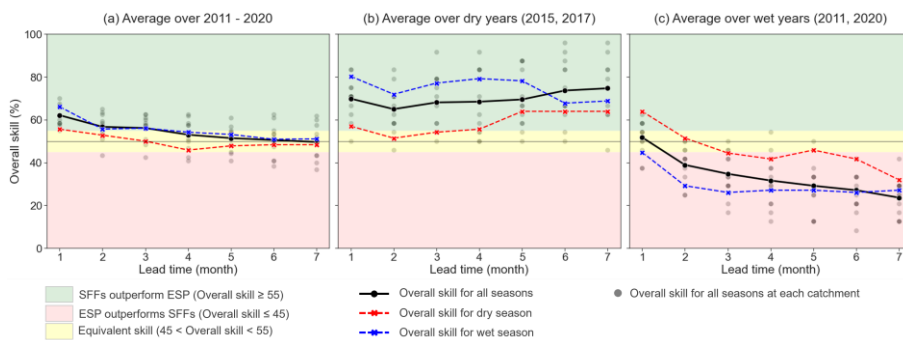 (a) Average over 2011 - 2020
(b) Average over dry years (2015, 2017)
(c) Average over wet years (2011, 2020)
Overall skill (%)
100
80
60
40
20
0
1 2 3 4 5 6 7
1 2 3 4 5 6 7
1 2 3 4 5 6 7
Lead time (month)
Lead time (month)
Lead time (month)
SFFs outperform ESP (Overall skill ≥ 55)
ESP outperforms SFFs (Overall skill ≤ 45)
Equivalent skill (45 < Overall skill < 55)
Overall skill for all seasons
Overall skill for dry season
Overall skill for wet season
Overall skill for all seasons at each catchment